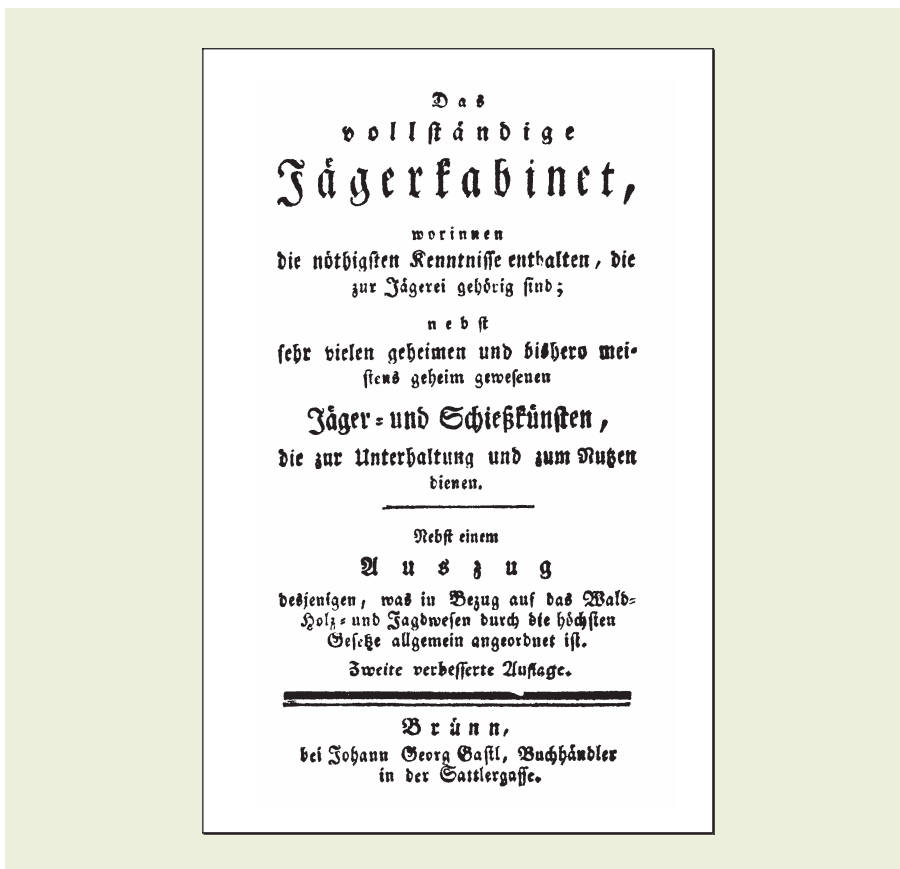 Das
vollständige
Jägerkabinet,
worinnen
die nöthigsten Kenntnisse enthalten, die
zur Jägerei gehörig sind;
nebst
sehr vielen geheimen und bishero mei-
stens geheim gewesenen
Jäger- und Schießkünsten,
die zur Unterhaltung und zum Nutzen
dienen.
Nebst einem
Auszug
desjenigen, was in Bezug auf das Wald-
Holz- und Jagdwesen durch die höchsten
Gesetze allgemein angeordnet ist.
Zweite verbesserte Auflage.
Brünn,
bei Johann Georg Gastl, Buchhändler
in der Sattlergasse.